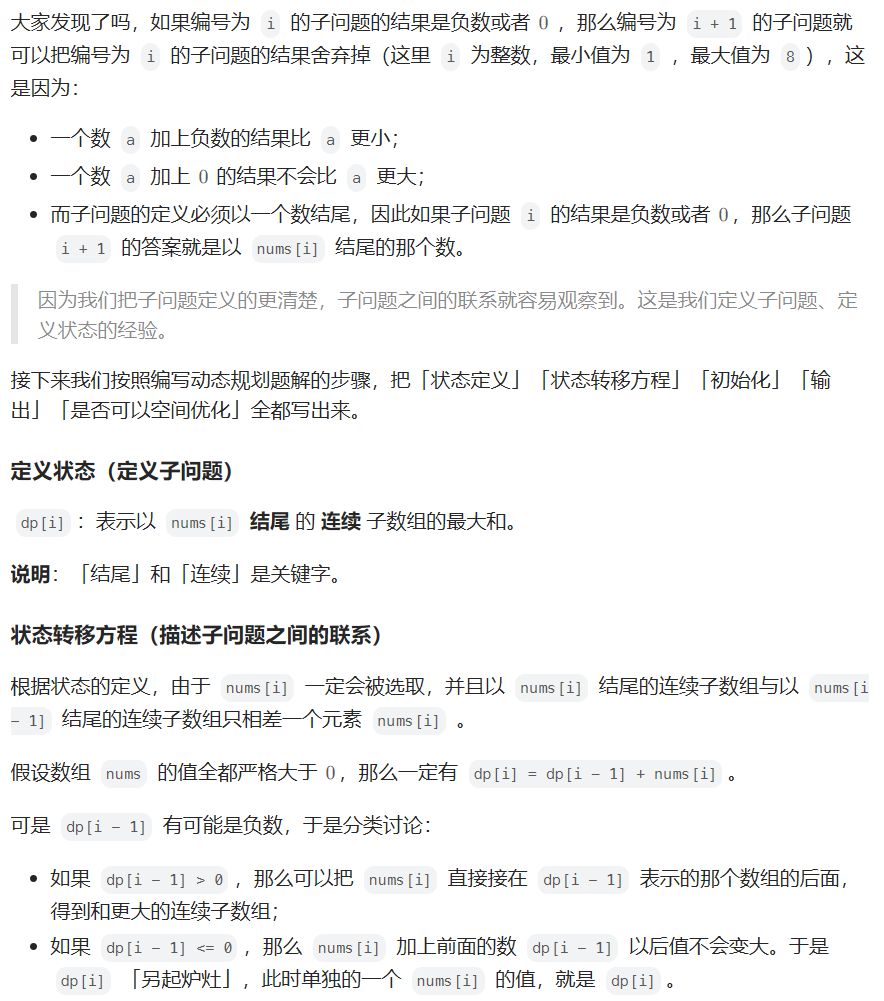 大家发现了吗，如果编号为 i 的子问题的结果是负数或者 0 ，那么编号为 i + 1 的子问题就
可以把编号为 i 的子问题的结果舍弃掉（这里 i 为整数，最小值为 1 ，最大值为 8 ），这
是因为：
• 一个数 a 加上负数的结果比 a 更小；
• 一个数 a 加上 0 的结果不会比 a 更大；
• 而子问题的定义必须以一个数结尾，因此如果子问题 i 的结果是负数或者 0，那么子问题
i + 1 的答案就是以 nums[i] 结尾的那个数。
因为我们把子问题定义的更清楚，子问题之间的联系就容易观察到。这是我们定义子问题、定
义状态的经验。
接下来我们按照编写动态规划题解的步骤，把「状态定义」「状态转移方程」「初始化」「输
出」「是否可以空间优化」全都写出来。
定义状态（定义子问题）
dp[i] ：表示以 nums[i] 结尾 的 连续 子数组的最大和。
说明：「结尾」和「连续」是关键字。
状态转移方程（描述子问题之间的联系）
根据状态的定义，由于 nums[i] 一定会被选取，并且以 nums[i] 结尾的连续子数组与以 nums[i
- 1] 结尾的连续子数组只相差一个元素 nums[i] 。
假设数组 nums 的值全都严格大于 0，那么一定有 dp[i] = dp[i - 1] + nums[i] 。
可是 dp[i - 1] 有可能是负数，于是分类讨论：
• 如果 dp[i - 1] > 0 ，那么可以把 nums[i] 直接接在 dp[i - 1] 表示的那个数组的后面，
得到和更大的连续子数组；
• 如果 dp[i - 1] <= 0 ，那么 nums[i] 加上前面的数 dp[i - 1] 以后值不会变大。于是
dp[i] 「另起炉灶」，此时单独的一个 nums[i] 的值，就是 dp[i] 。